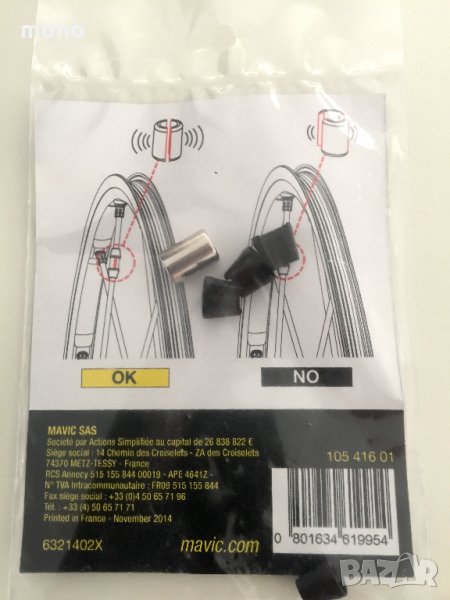 mono
OK
NO
MAVIC SAS
Société par Actions Simplifiée au capital de 26 838 822 €
Siège social : 14 Chemin des Croiselets - ZA des Croiselets
74370 METZ-TESSY - France
RCS Annecy 515 155 844 00019 - APE 4641Z -
N° TVA Intracommunautaire : FR09 515 155 844
Fax siège social : +33 (0)4 50 65 71 96
Tél. : +33 (0)4 50 65 71 71
Printed in France - November 2014
105 416 01
0 801634 619954
6321402X
mavic.com
BAZAR